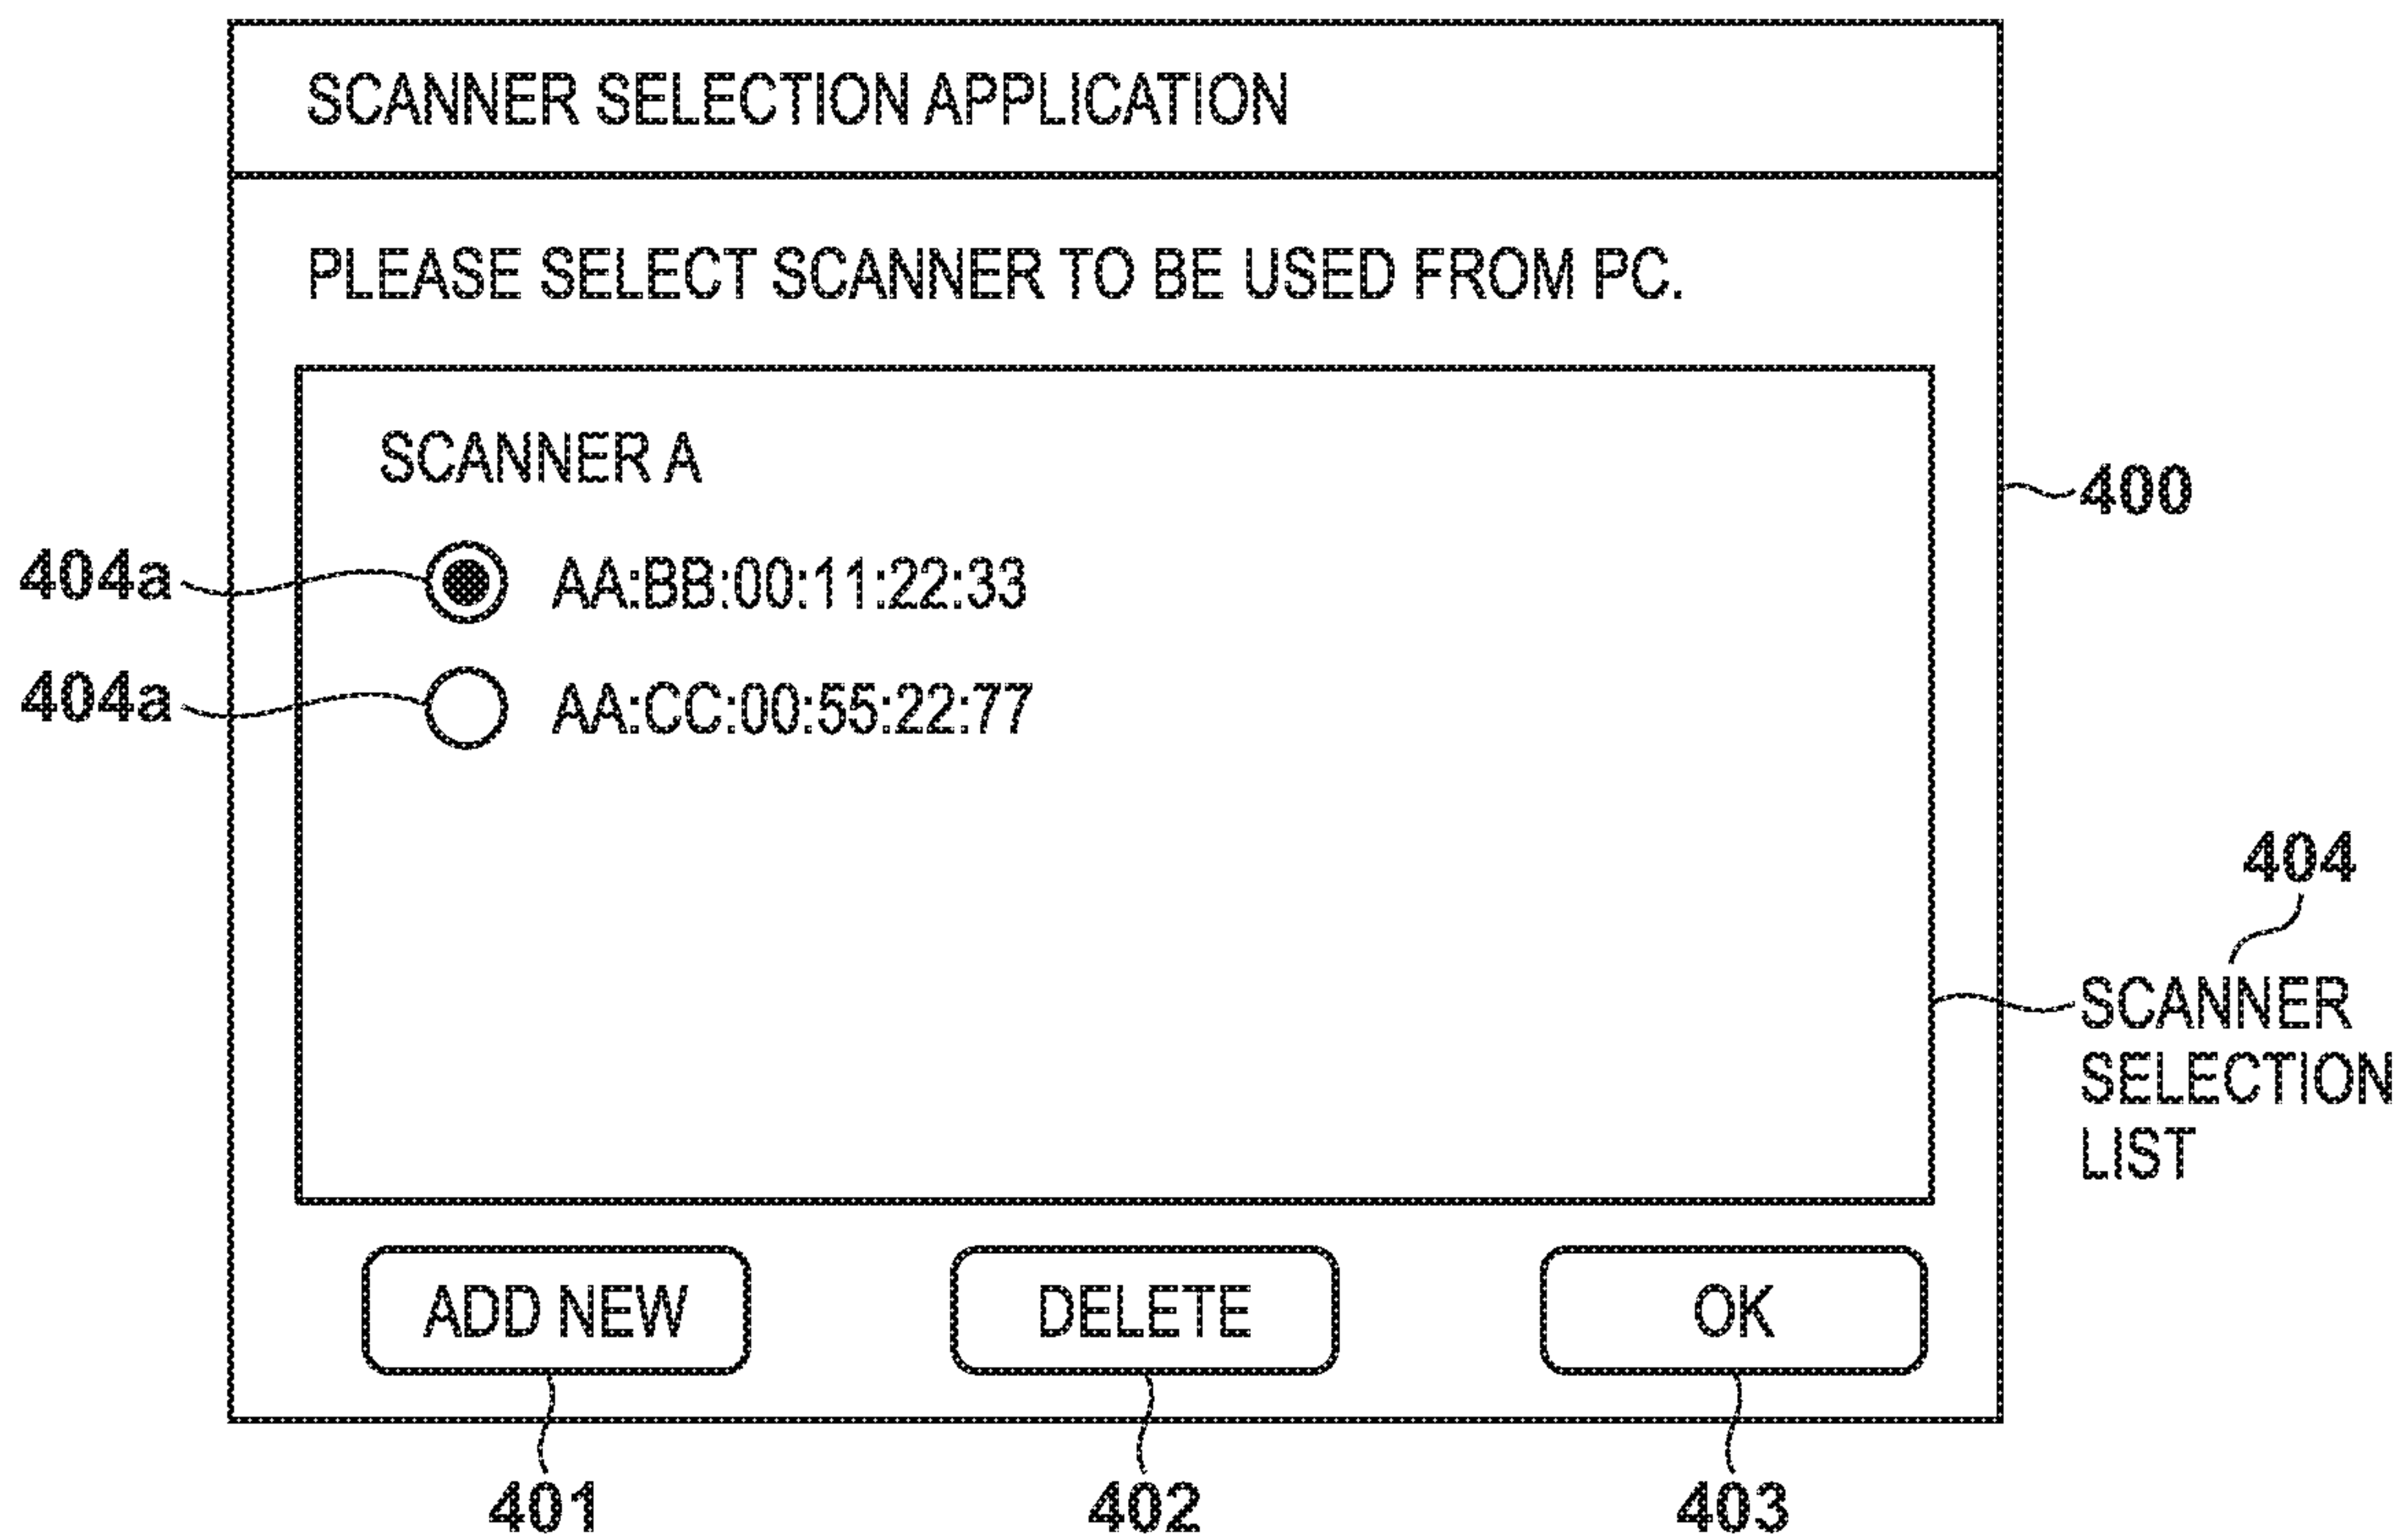 SCANNER SELECTION APPLICATION
PLEASE SELECT SCANNER TO BE USED FROM PC.
SCANNER A
400
404a
AA:BB:00:11:22:33
404a
AA:CC:00:55:22:77
404
SCANNER
SELECTION
LIST
ADD NEW
DELETE
OK
401
402
403